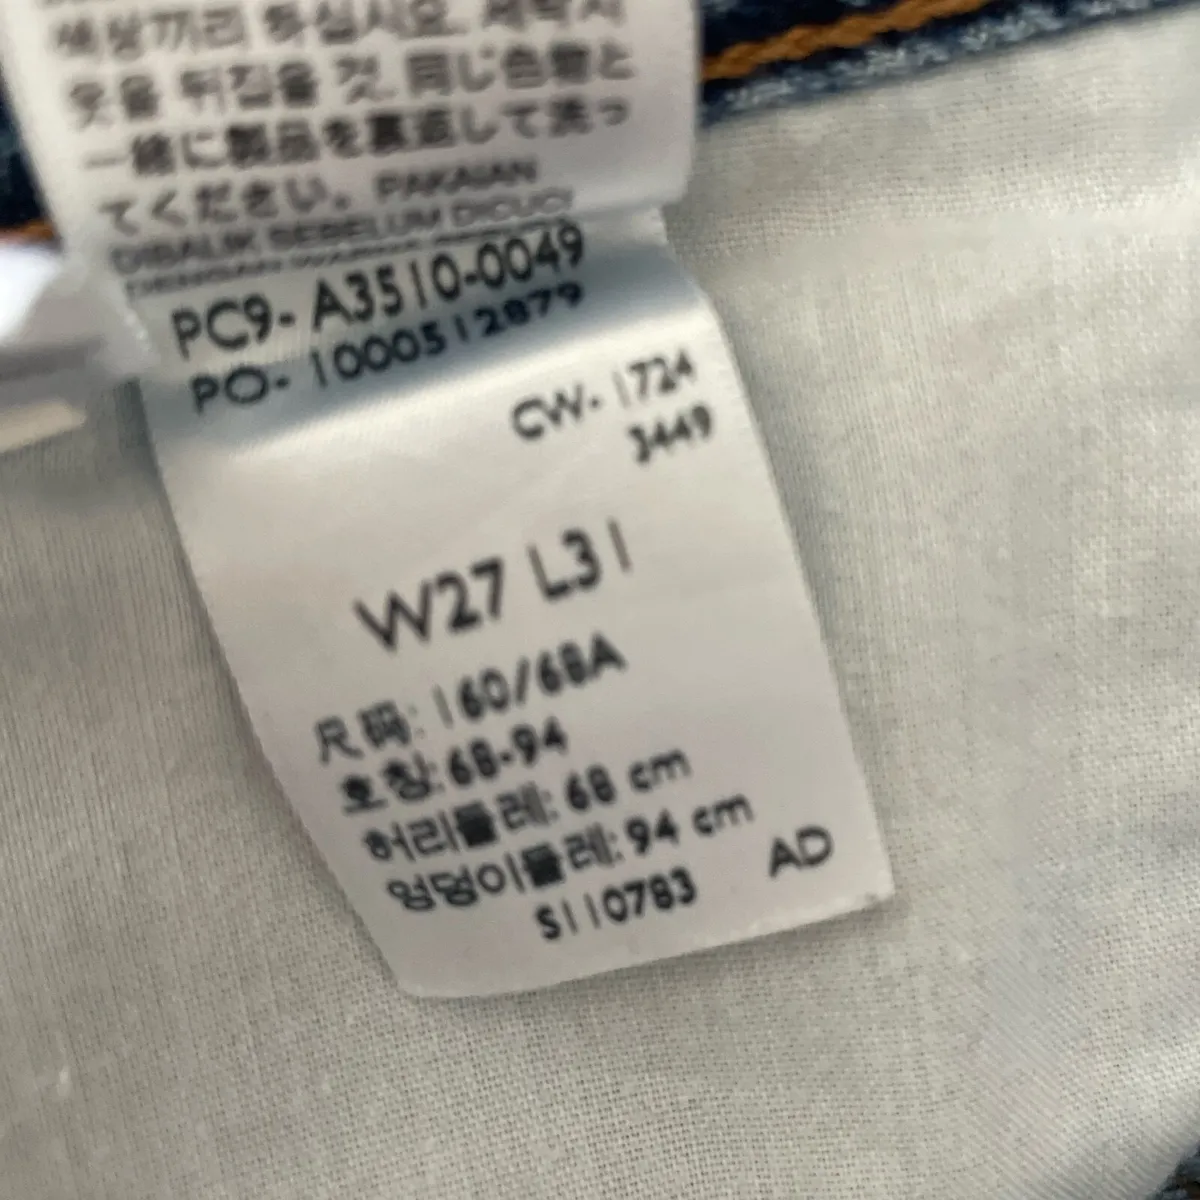 색상끼리 하십시오. 세탁시
옷을 뒤집을 것. 同じ色物と
一緒に製品を裏返して洗っ
てください。 PAKAIAN
DIBALIK SEBELUM DICUCI
PC9- A3510-0049
PO- 1000512879
CW- 1724
3449
W27 L31
尺码: 160/68A
호칭: 68-94
허리둘레: 68 cm
엉덩이둘레: 94 cm
S110783 AD